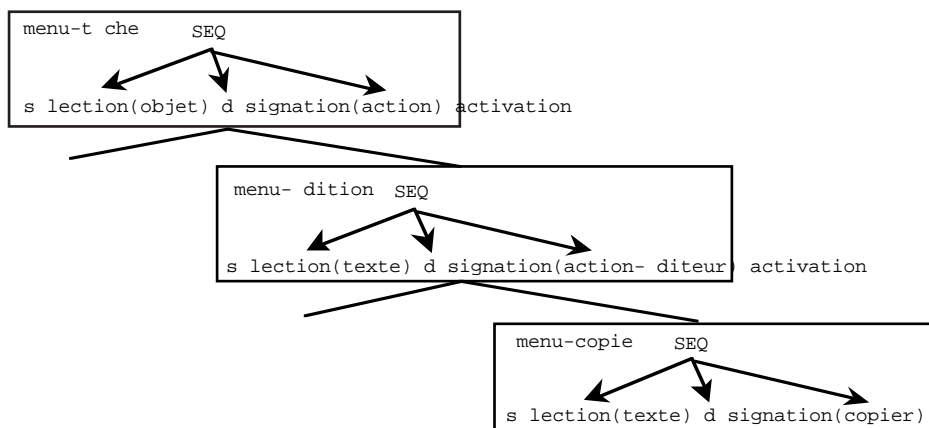 menu-t che SEQ
s lection(objet) d signation(action) activation
menu- dition SEQ
s lection(texte) d signation(action- diteur) activation
menu-copie SEQ
s lection(texte) d signation(copier)